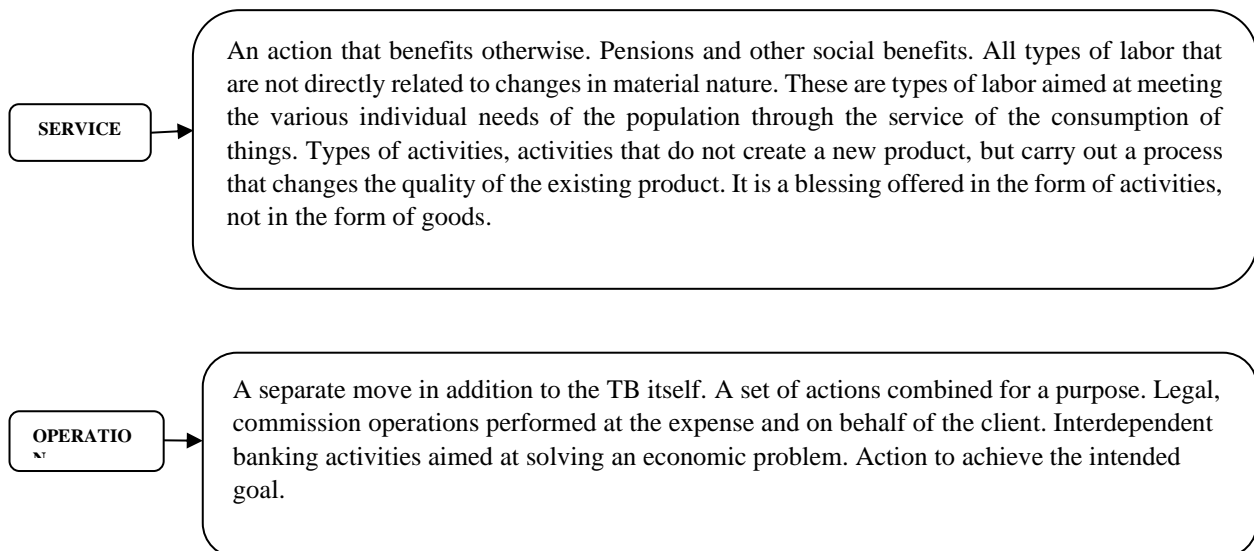 SERVICE
An action that benefits otherwise. Pensions and other social benefits. All types of labor that
are not directly related to changes in material nature. These are types of labor aimed at meeting
the various individual needs of the population through the service of the consumption of
things. Types of activities, activities that do not create a new product, but carry out a process
that changes the quality of the existing product. It is a blessing offered in the form of activities,
not in the form of goods.
OPERATIO
N
A separate move in addition to the TB itself. A set of actions combined for a purpose. Legal,
commission operations performed at the expense and on behalf of the client. Interdependent
banking activities aimed at solving an economic problem. Action to achieve the intended
goal.